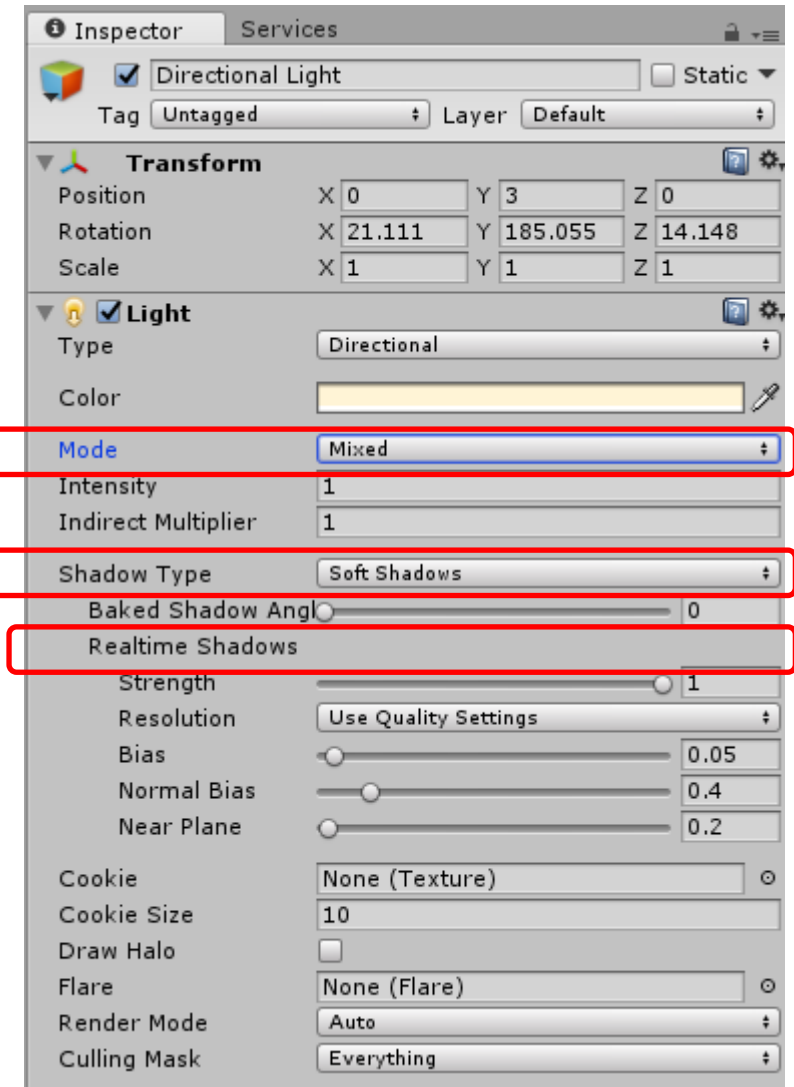 Inspector Services
Directional Light Static
Tag Untagged Layer Default
Transform
Position X 0 Y 3 Z 0
Rotation X 21.111 Y 185.055 Z 14.148
Scale X 1 Y 1 Z 1
Light
Type Directional
Color
Mode Mixed
Intensity 1
Indirect Multiplier 1
Shadow Type Soft Shadows
Baked Shadow Angl 0
Realtime Shadows
Strength 1
Resolution Use Quality Settings
Bias 0.05
Normal Bias 0.4
Near Plane 0.2
Cookie None (Texture)
Cookie Size 10
Draw Halo
Flare None (Flare)
Render Mode Auto
Culling Mask Everything